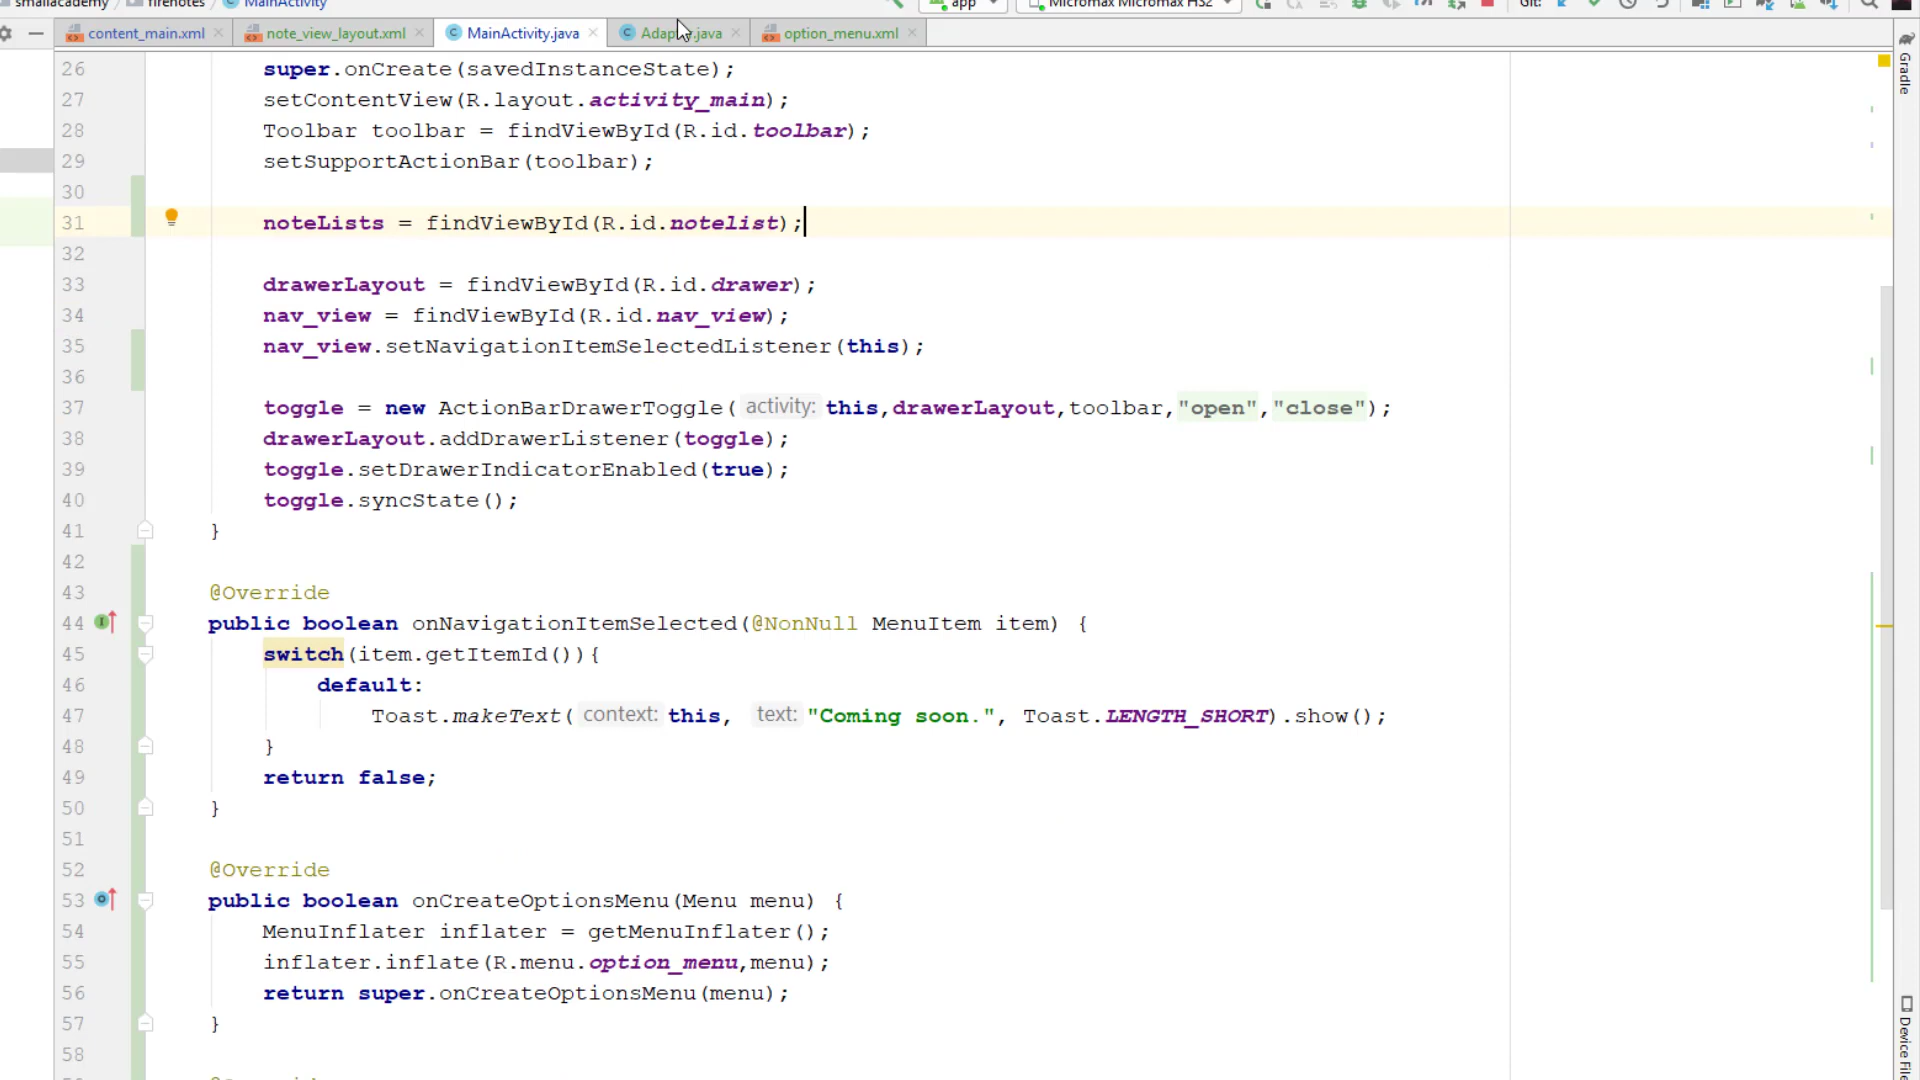 smallacademy firenotes MainActivity app Micromax Micromax HS2 Git:
content_main.xml note_view_layout.xml MainActivity.java Adap .java option_menu.xml
26 super.onCreate(savedInstanceState);
27 setContentView(R.layout.activity_main);
28 Toolbar toolbar = findViewById(R.id.toolbar);
29 setSupportActionBar(toolbar);
30
31 noteLists = findViewById(R.id.notelist);
32
33 drawerLayout = findViewById(R.id.drawer);
34 nav_view = findViewById(R.id.nav_view);
35 nav_view.setNavigationItemSelectedListener(this);
36
37 toggle = new ActionBarDrawerToggle( activity: this,drawerLayout,toolbar,"open","close");
38 drawerLayout.addDrawerListener(toggle);
39 toggle.setDrawerIndicatorEnabled(true);
40 toggle.syncState();
41 }
42
43 @Override
44 public boolean onNavigationItemSelected(@NonNull MenuItem item) {
45 switch(item.getItemId()){
46 default:
47 Toast.makeText( context: this, text: "Coming soon.", Toast.LENGTH_SHORT).show();
48 }
49 return false;
50 }
51
52 @Override
53 public boolean onCreateOptionsMenu(Menu menu) {
54 MenuInflater inflater = getMenuInflater();
55 inflater.inflate(R.menu.option_menu,menu);
56 return super.onCreateOptionsMenu(menu);
57 }
58
Gradle
Device File